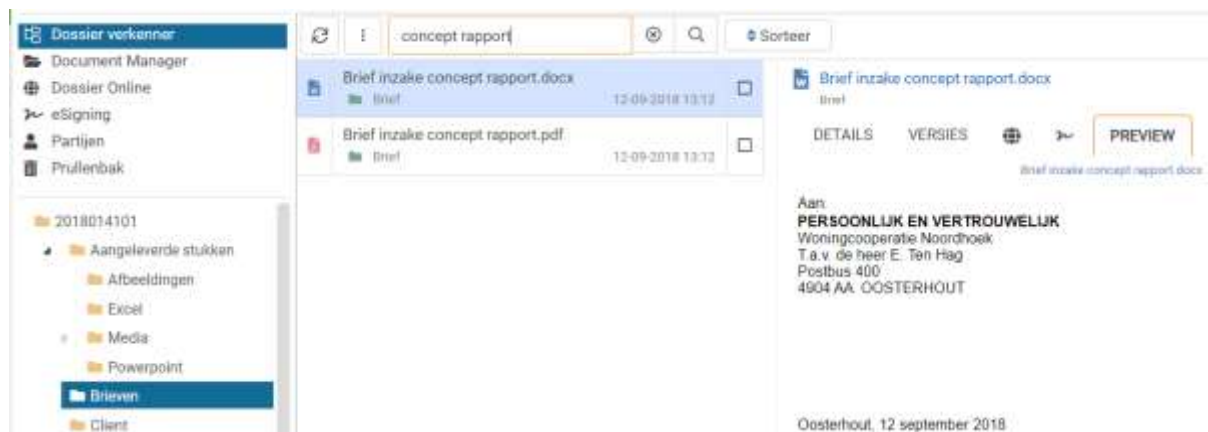 Dossier verkenner
Document Manager
Dossier Online
eSigning
Partijen
Prullenbak
2018014101
Aangeleverde stukken
Afbeeldingen
Excel
Media
Powerpoint
Brieven
Client
concept rapport
Sorteer
Brief inzake concept rapport.docx
Brief 12-09-2018 13:12
Brief inzake concept rapport.pdf
Brief 12-09-2018 13:12
Brief inzake concept rapport.docx
Brief
DETAILS VERSIES PREVIEW
Brief inzake concept rapport.docx
Aan:
PERSOONLIJK EN VERTROUWELIJK
Woningcooperatie Noordhoek
T.a.v. de heer E. Ten Hag
Postbus 400
4904 AA OOSTERHOUT
Oosterhout, 12 september 2018